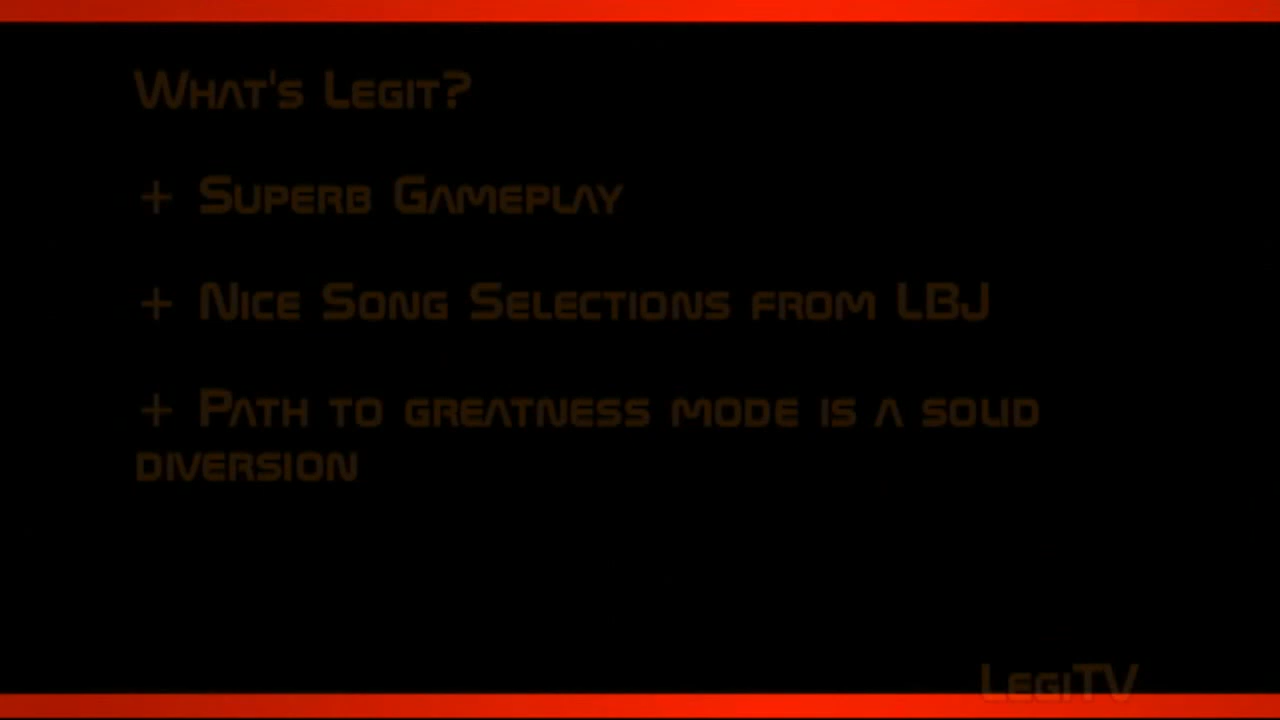 What's Legit?
+ Superb Gameplay
+ Nice Song Selections from LBJ
+ Path to greatness mode is a solid
diversion
LegiTV